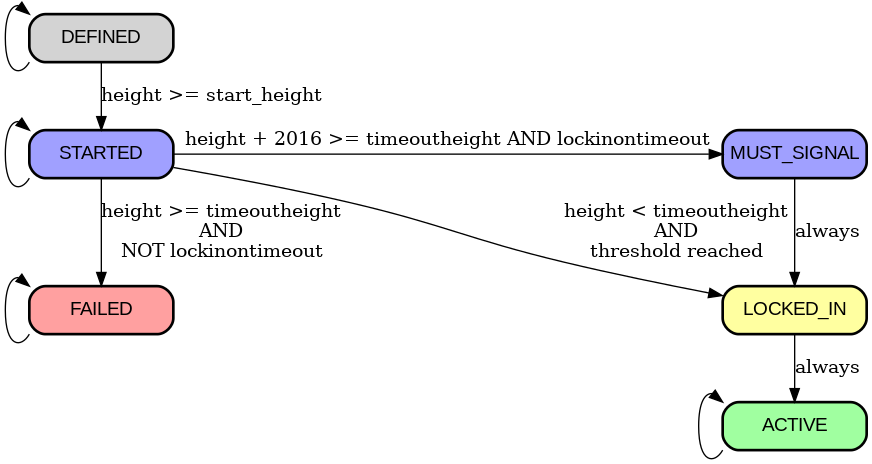 DEFINED
height >= start_height
height + 2016 >= timeoutheight AND lockinontimeout
STARTED
MUST_SIGNAL
height >= timeoutheight
AND
NOT lockinontimeout
height < timeoutheight
AND
threshold reached
always
FAILED
LOCKED_IN
always
ACTIVE